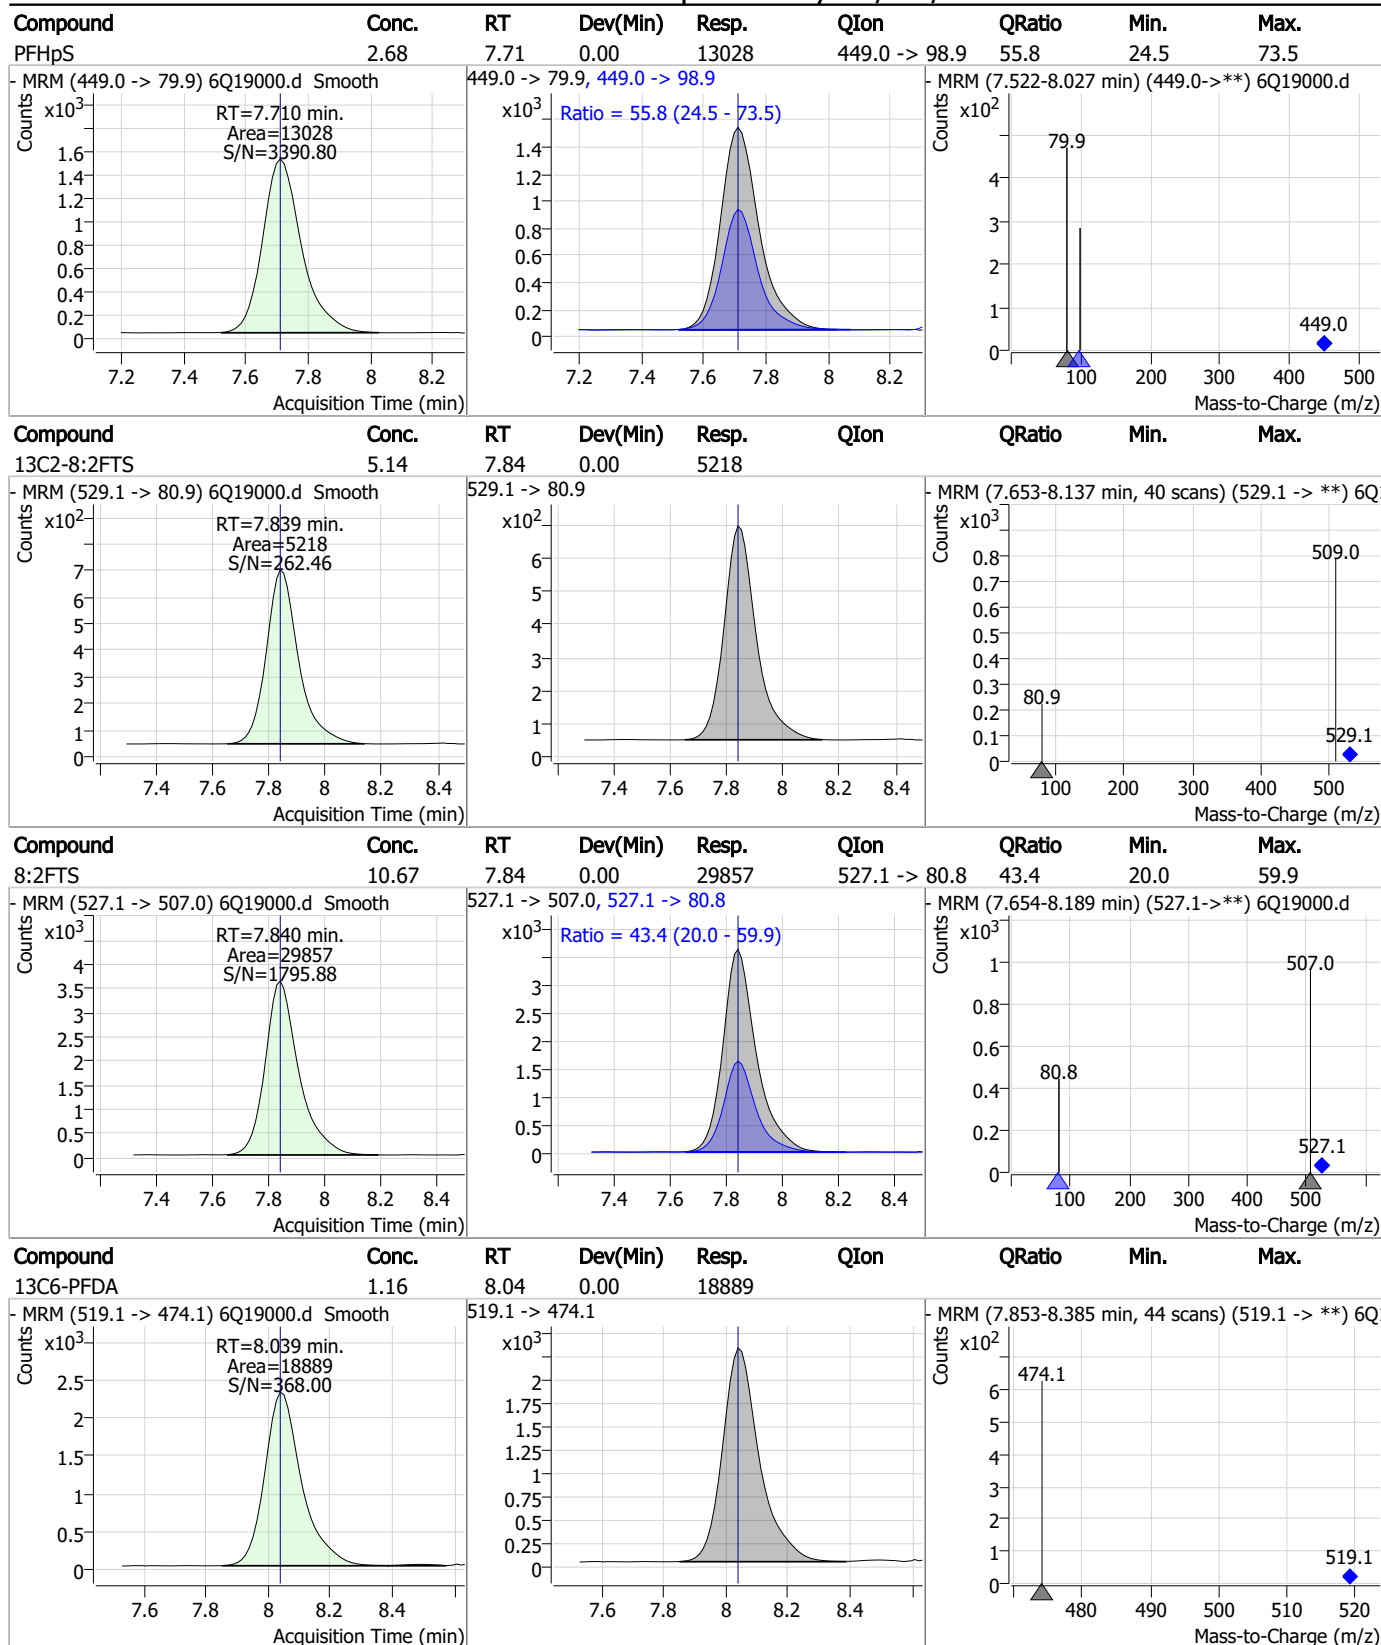 Compound Conc. RT Dev(Min) Resp. QIon QRatio Min. Max.
PFHpS 2.68 7.71 0.00 13028 449.0 -> 98.9 55.8 24.5 73.5
- MRM (449.0 -> 79.9) 6Q19000.d Smooth
Counts
x10³
RT=7.710 min.
Area=13028
S/N=3390.80
1.6
1.4
1.2
1
0.8
0.6
0.4
0.2
0
7.2 7.4 7.6 7.8 8 8.2
Acquisition Time (min)
449.0 -> 79.9, 449.0 -> 98.9
x10³
Ratio = 55.8 (24.5 - 73.5)
1.4
1.2
1
0.8
0.6
0.4
0.2
0
7.2 7.4 7.6 7.8 8 8.2
- MRM (7.522-8.027 min) (449.0->**) 6Q19000.d
Counts
x10²
79.9
4
3
2
1
0
449.0
100 200 300 400 500
Mass-to-Charge (m/z)
Compound Conc. RT Dev(Min) Resp. QIon QRatio Min. Max.
13C2-8:2FTS 5.14 7.84 0.00 5218
- MRM (529.1 -> 80.9) 6Q19000.d Smooth
Counts
x10²
RT=7.839 min.
Area=5218
S/N=262.46
7
6
5
4
3
2
1
0
7.4 7.6 7.8 8 8.2 8.4
Acquisition Time (min)
529.1 -> 80.9
x10²
6
5
4
3
2
1
0
7.4 7.6 7.8 8 8.2 8.4
- MRM (7.653-8.137 min, 40 scans) (529.1 -> **) 6Q
Counts
x10³
509.0
0.8
0.7
0.6
0.5
0.4
0.3
0.2
0.1
0
80.9
529.1
100 200 300 400 500
Mass-to-Charge (m/z)
Compound Conc. RT Dev(Min) Resp. QIon QRatio Min. Max.
8:2FTS 10.67 7.84 0.00 29857 527.1 -> 80.8 43.4 20.0 59.9
- MRM (527.1 -> 507.0) 6Q19000.d Smooth
Counts
x10³
RT=7.840 min.
Area=29857
S/N=1795.88
4
3.5
3
2.5
2
1.5
1
0.5
0
7.4 7.6 7.8 8 8.2 8.4
Acquisition Time (min)
527.1 -> 507.0, 527.1 -> 80.8
x10³
Ratio = 43.4 (20.0 - 59.9)
3
2.5
2
1.5
1
0.5
0
7.4 7.6 7.8 8 8.2 8.4
- MRM (7.654-8.189 min) (527.1->**) 6Q19000.d
Counts
x10³
507.0
1
0.8
0.6
0.4
0.2
0
80.8
527.1
100 200 300 400 500
Mass-to-Charge (m/z)
Compound Conc. RT Dev(Min) Resp. QIon QRatio Min. Max.
13C6-PFDA 1.16 8.04 0.00 18889
- MRM (519.1 -> 474.1) 6Q19000.d Smooth
Counts
x10³
RT=8.039 min.
Area=18889
S/N=368.00
2.5
2
1.5
1
0.5
0
7.6 7.8 8 8.2 8.4
Acquisition Time (min)
519.1 -> 474.1
x10³
2
1.75
1.5
1.25
1
0.75
0.5
0.25
0
7.6 7.8 8 8.2 8.4
- MRM (7.853-8.385 min, 44 scans) (519.1 -> **) 6Q
Counts
x10²
474.1
6
5
4
3
2
1
0
519.1
480 490 500 510 520
Mass-to-Charge (m/z)